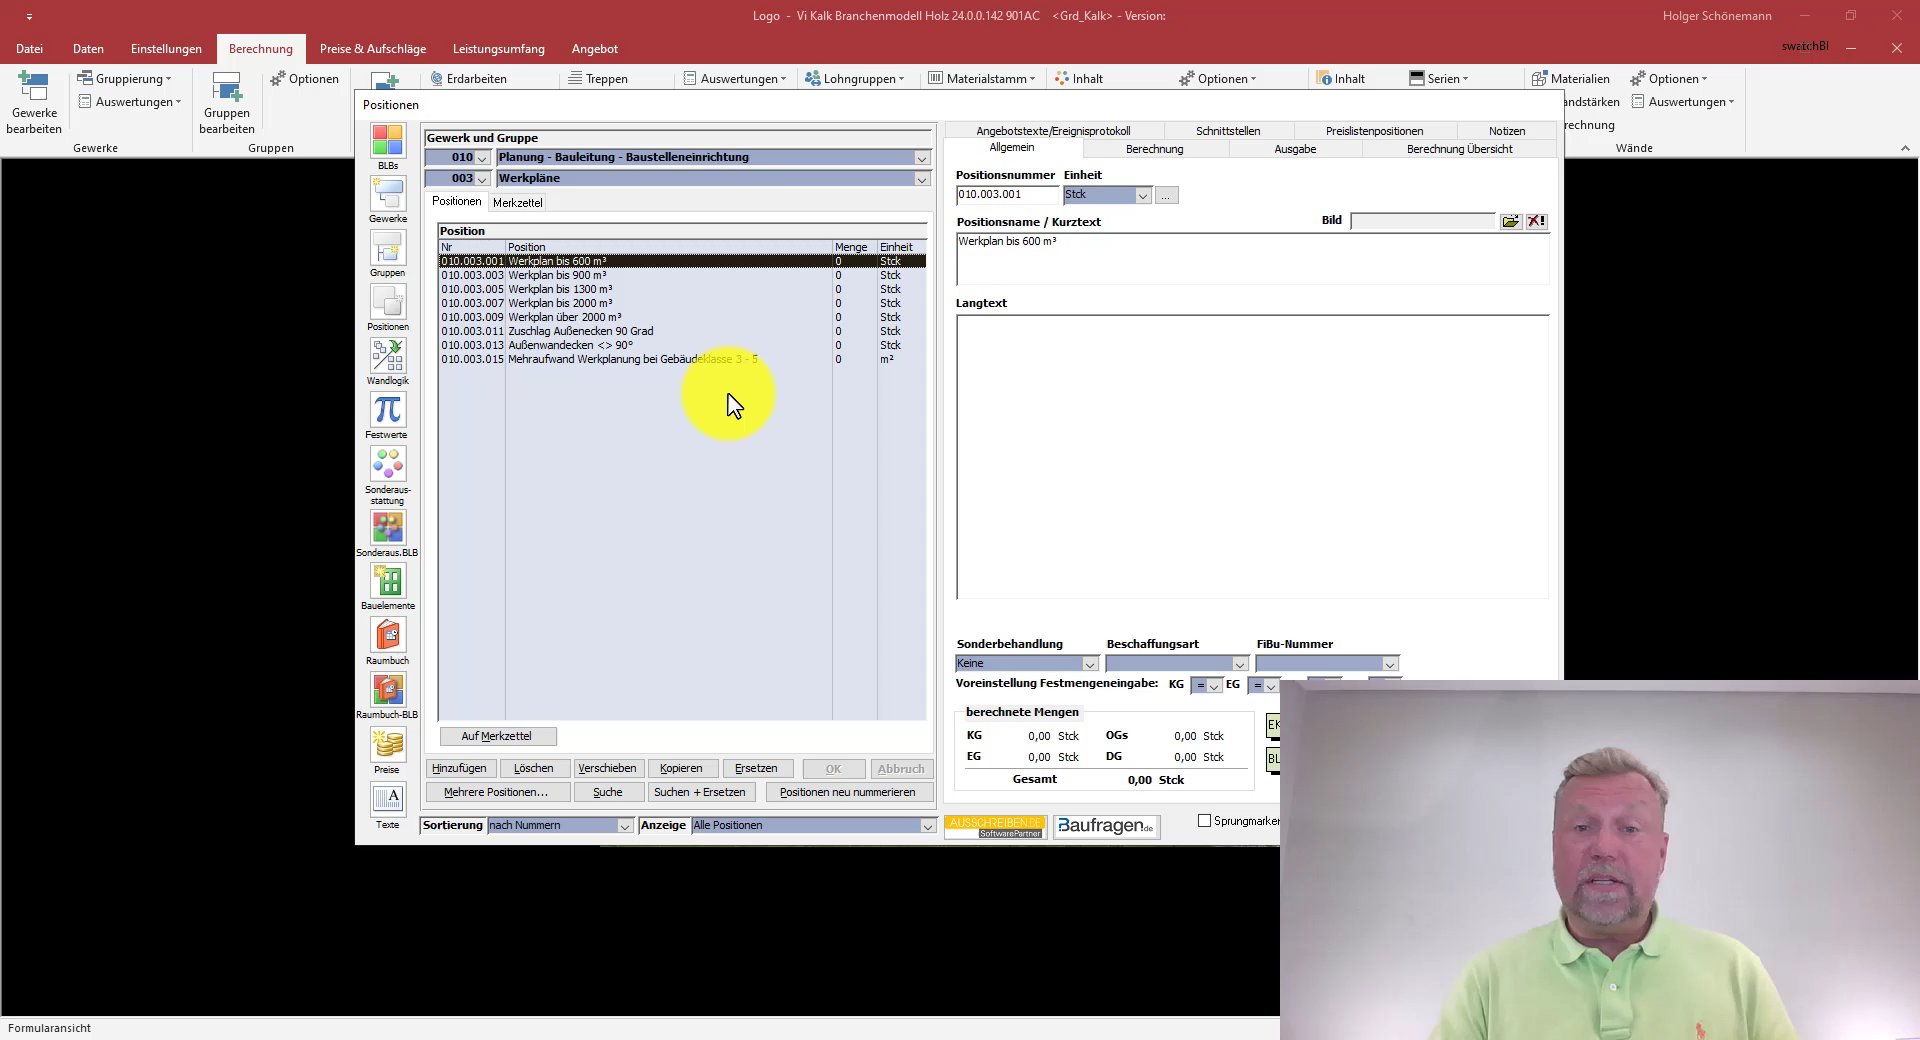 Logo - Vi Kalk Branchenmodell Holz 24.0.0.142 901AC <Grd_Kalk> - Version:
Holger Schönemann
Datei Daten Einstellungen Berechnung Preise & Aufschläge Leistungsumfang Angebot
swatchBl
Gewerke bearbeiten
Gruppierung
Auswertungen
Gewerke
Gruppen bearbeiten
Optionen
Gruppen
Erdarbeiten
Treppen
Auswertungen
Lohngruppen
Materialstamm
Inhalt
Optionen
Inhalt
Serien
Materialien
Optionen
andstärken
Auswertungen
rechnung
Wände
Positionen
BLBs
Gewerke
Gruppen
Positionen
Wandlogik
Festwerte
Sonderaus-
stattung
Sonderaus.BLB
Bauelemente
Raumbuch
Raumbuch-BLB
Preise
Texte
Gewerk und Gruppe
010 Planung - Bauleitung - Baustelleneinrichtung
003 Werkpläne
Positionen Merkzettel
Position
Nr Position Menge Einheit
010.003.001 Werkplan bis 600 m³ 0 Stck
010.003.003 Werkplan bis 900 m³ 0 Stck
010.003.005 Werkplan bis 1300 m³ 0 Stck
010.003.007 Werkplan bis 2000 m³ 0 Stck
010.003.009 Werkplan über 2000 m³ 0 Stck
010.003.011 Zuschlag Außenecken 90 Grad 0 Stck
010.003.013 Außenwandecken <> 90° 0 Stck
010.003.015 Mehraufwand Werkplanung bei Gebäudeklasse 3 - 5 0 m²
Auf Merkzettel
Hinzufügen Löschen Verschieben Kopieren Ersetzen OK Abbruch
Mehrere Positionen... Suche Suchen + Ersetzen Positionen neu nummerieren
Sortierung nach Nummern Anzeige Alle Positionen
Angebotstexte/Ereignisprotokoll Schnittstellen Preislistenpositionen Notizen
Allgemein Berechnung Ausgabe Berechnung Übersicht
Positionsnummer Einheit
010.003.001 Stck ...
Positionsname / Kurztext Bild
Werkplan bis 600 m³
Langtext
Sonderbehandlung Beschaffungsart FiBu-Nummer
Keine
Voreinstellung Festmengeneingabe: KG = EG =
berechnete Mengen
KG 0,00 Stck OGs 0,00 Stck
EG 0,00 Stck DG 0,00 Stck
Gesamt 0,00 Stck
EK
BL
AUSSCHREIBEN.DE
SoftwarePartner
Baufragen.de
Sprungmarken
Formularansicht